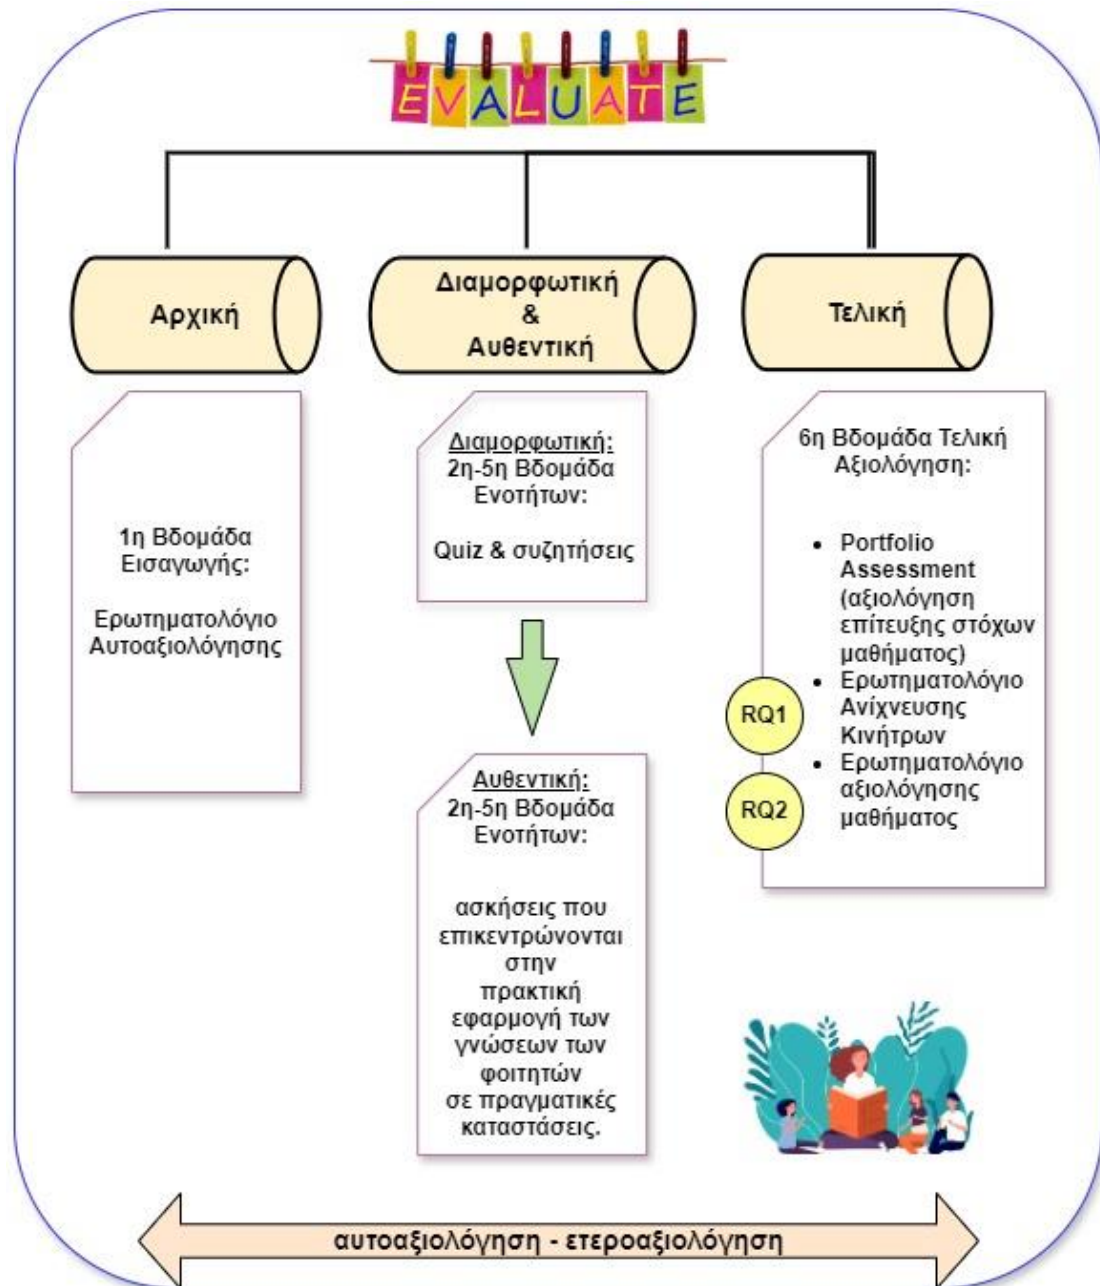 EVALUATE
Αρχική
Διαμορφωτική
&
Αυθεντική
Τελική
1η Βδομάδα
Εισαγωγής:
Ερωτηματολόγιο
Αυτοαξιολόγησης
Διαμορφωτική:
2η-5η Βδομάδα
Ενοτήτων:
Quiz & συζητήσεις
Αυθεντική:
2η-5η Βδομάδα
Ενοτήτων:
ασκήσεις που
επικεντρώνονται
στην
πρακτική
εφαρμογή των
γνώσεων των
φοιτητών
σε πραγματικές
καταστάσεις.
6η Βδομάδα Τελική
Αξιολόγηση:
• Portfolio
Assessment
(αξιολόγηση
επίτευξης στόχων
μαθήματος)
• Ερωτηματολόγιο
Ανίχνευσης
Κινήτρων
• Ερωτηματολόγιο
αξιολόγησης
μαθήματος
RQ1
RQ2
αυτοαξιολόγηση - ετεροαξιολόγηση